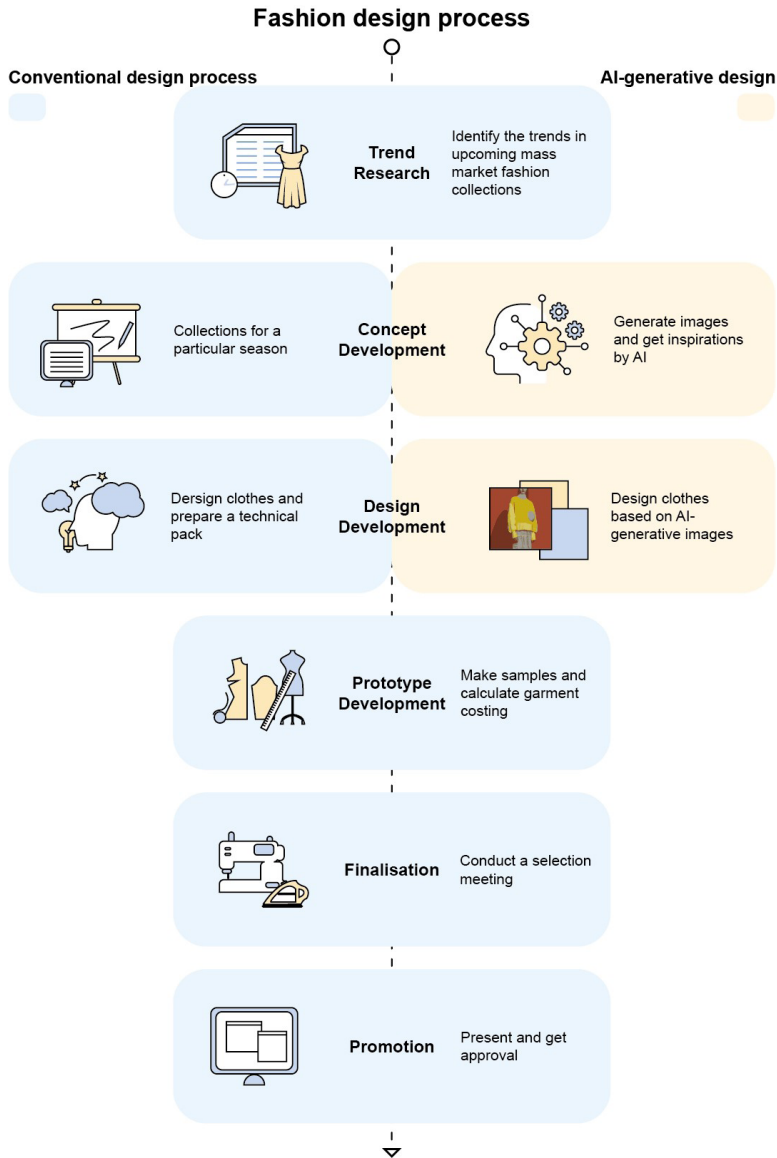 Fashion design process
Conventional design process
AI-generative design
Trend
Research
Identify the trends in
upcoming mass
market fashion
collections
Collections for a
particular season
Concept
Development
Generate images
and get inspirations
by AI
Dersign clothes and
prepare a technical
pack
Design
Development
Design clothes
based on AI-
generative images
Prototype
Development
Make samples and
calculate garment
costing
Finalisation
Conduct a selection
meeting
Promotion
Present and get
approval